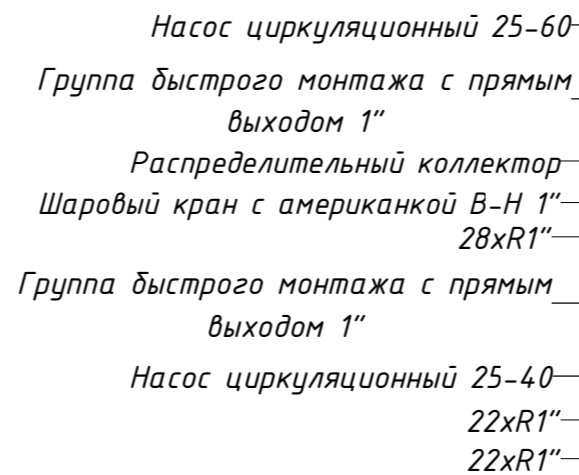 Насос циркуляционный 25-60
Группа быстрого монтажа с прямым
выходом 1"
Распределительный коллектор
Шаровый кран с американкой В-Н 1"
28xR1"
Группа быстрого монтажа с прямым
выходом 1"
Насос циркуляционный 25-40
22xR1"
22xR1"